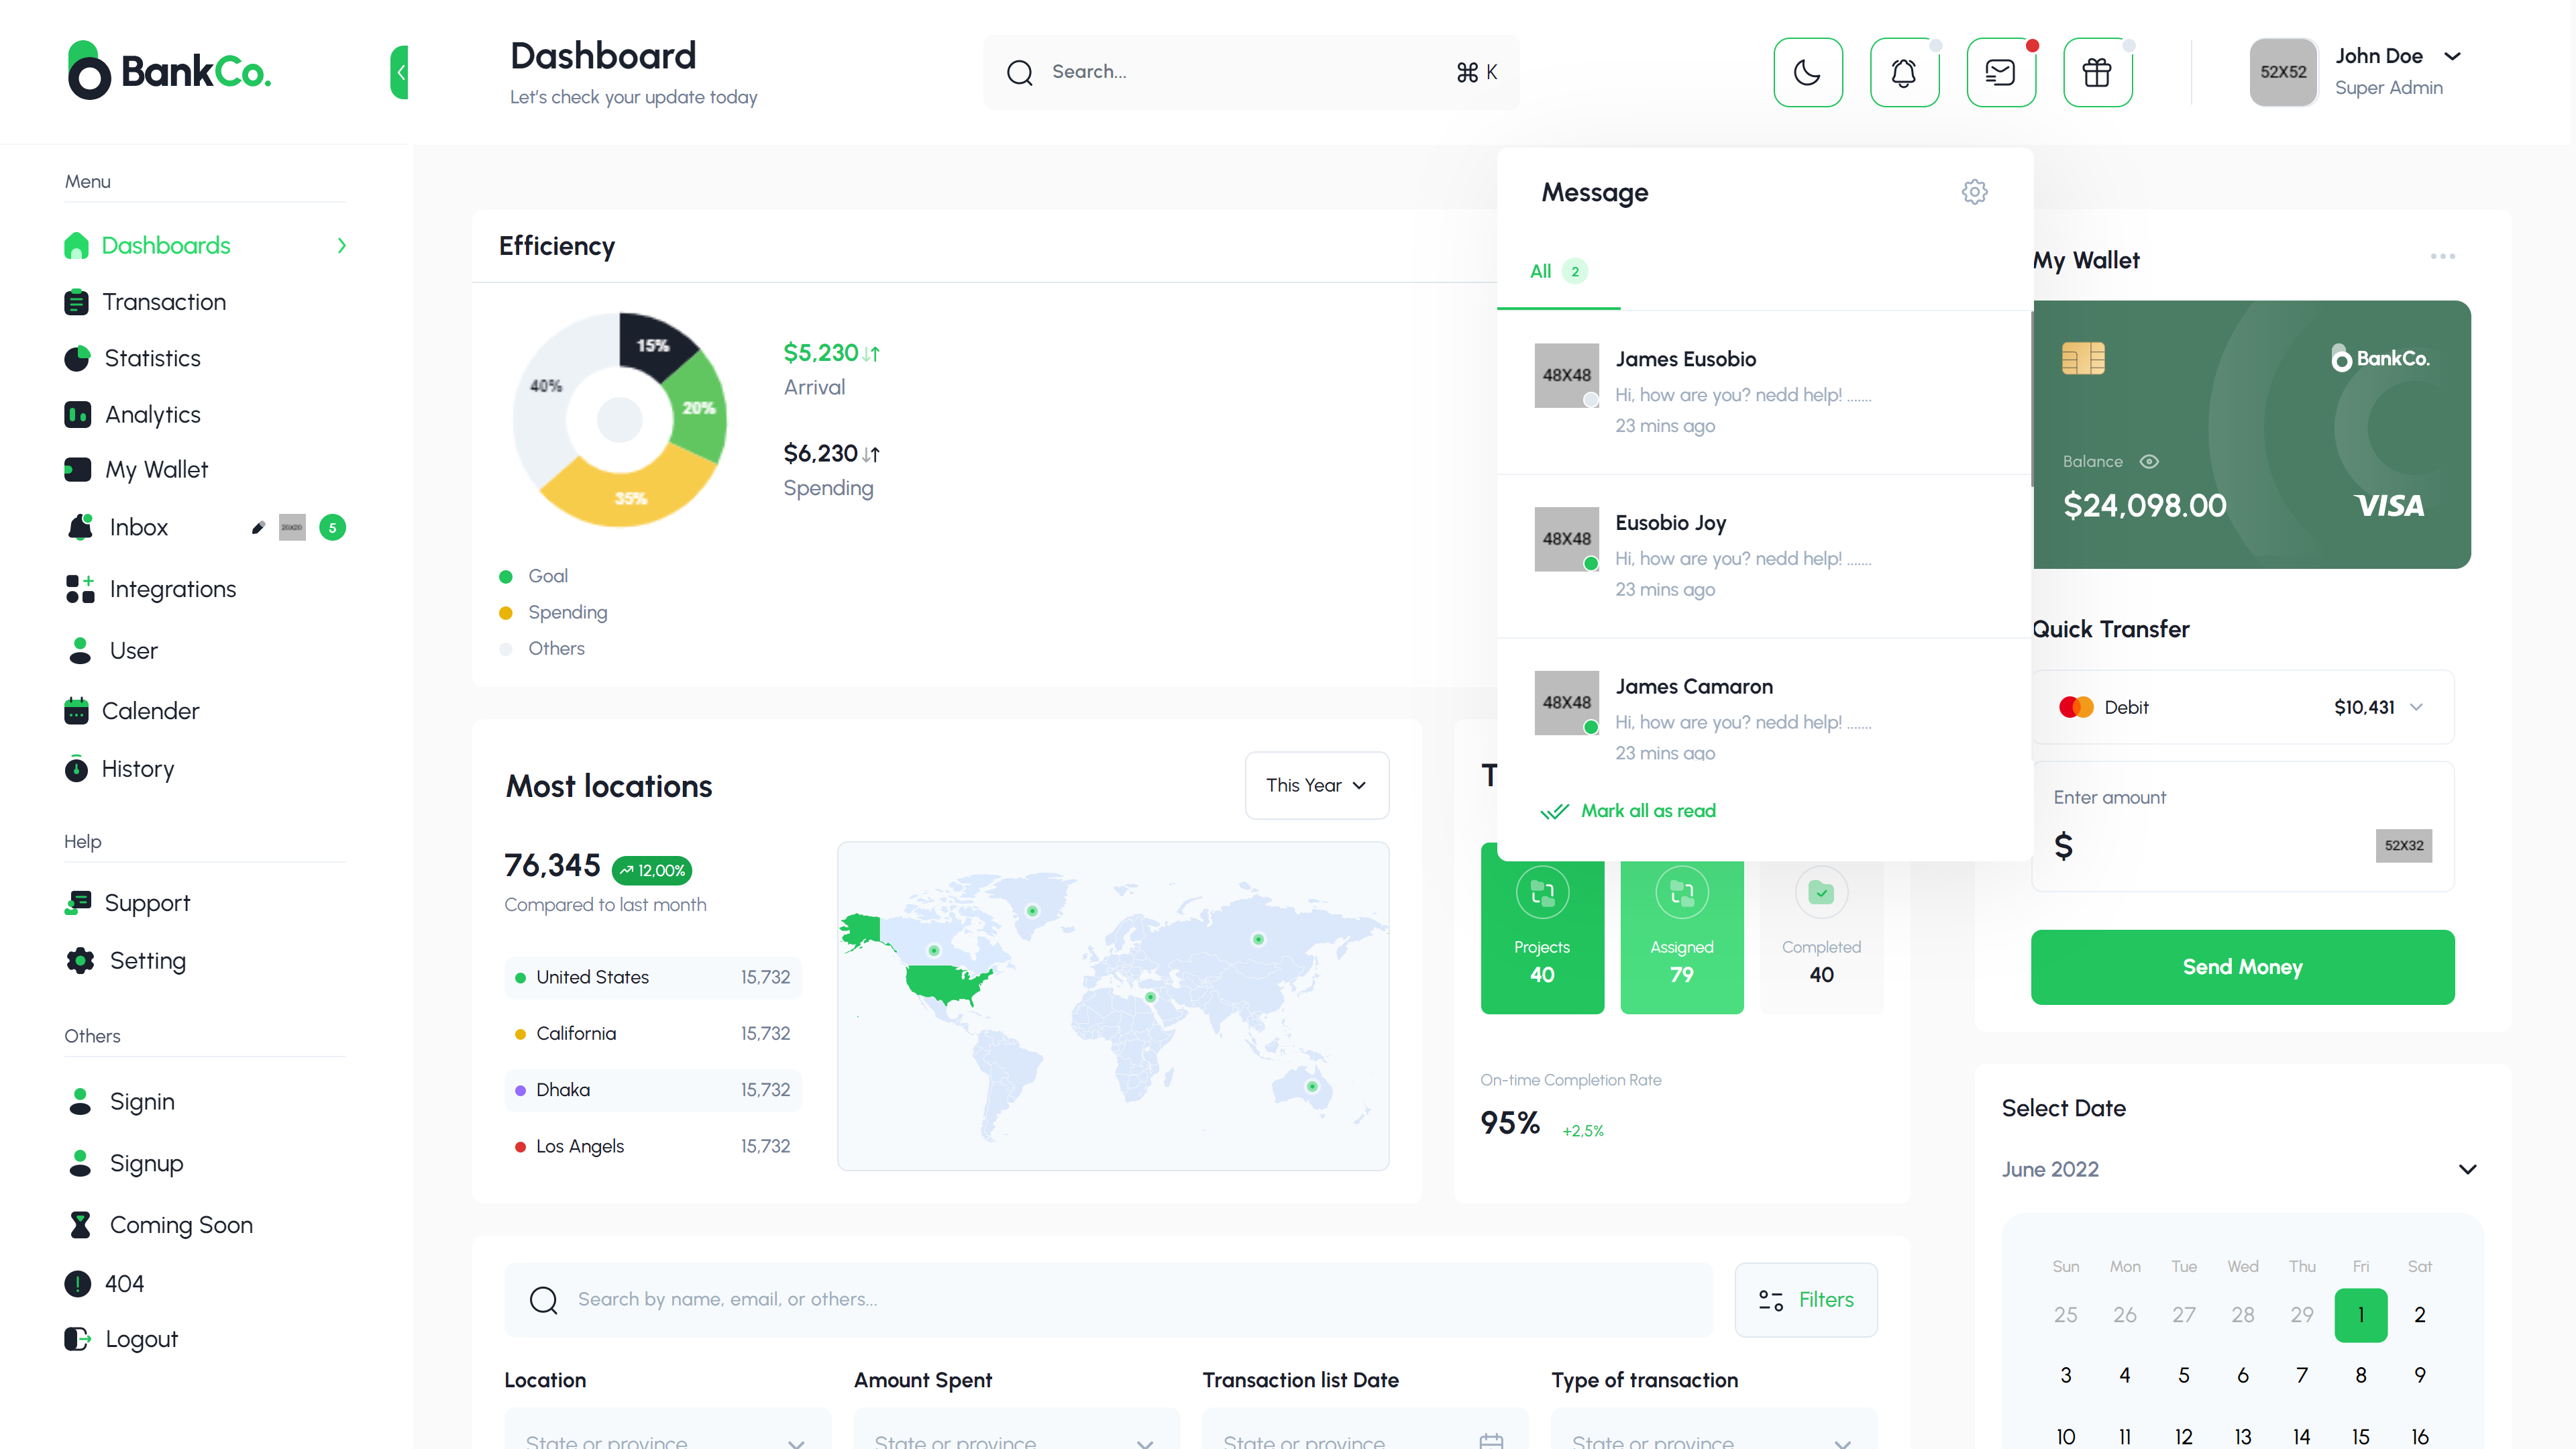 BankCo.
Dashboard
Let's check your update today
Search...
⌘ K
52X52
John Doe
Super Admin
Menu
Dashboards
Transaction
Statistics
Analytics
My Wallet
Inbox
20X20
5
Integrations
User
Calender
History
Help
Support
Setting
Others
Signin
Signup
Coming Soon
404
Logout
Efficiency
15%
40%
20%
35%
$5,230
Arrival
$6,230
Spending
Goal
Spending
Others
Message
All 2
48X48
James Eusobio
Hi, how are you? nedd help! .......
23 mins ago
48X48
Eusobio Joy
Hi, how are you? nedd help! .......
23 mins ago
48X48
James Camaron
Hi, how are you? nedd help! .......
23 mins ago
Mark all as read
My Wallet
BankCo.
Balance
$24,098.00
VISA
Quick Transfer
Debit
$10,431
Enter amount
$
52X32
Send Money
Most locations
This Year
76,345
12,00%
Compared to last month
United States 15,732
California 15,732
Dhaka 15,732
Los Angels 15,732
T
Projects
40
Assigned
79
Completed
40
On-time Completion Rate
95% +2,5%
Select Date
June 2022
Sun Mon Tue Wed Thu Fri Sat
25 26 27 28 29 1 2
3 4 5 6 7 8 9
10 11 12 13 14 15 16
Search by name, email, or others...
Filters
Location
Amount Spent
Transaction list Date
Type of transaction
State or province
State or province
State or province
State or province